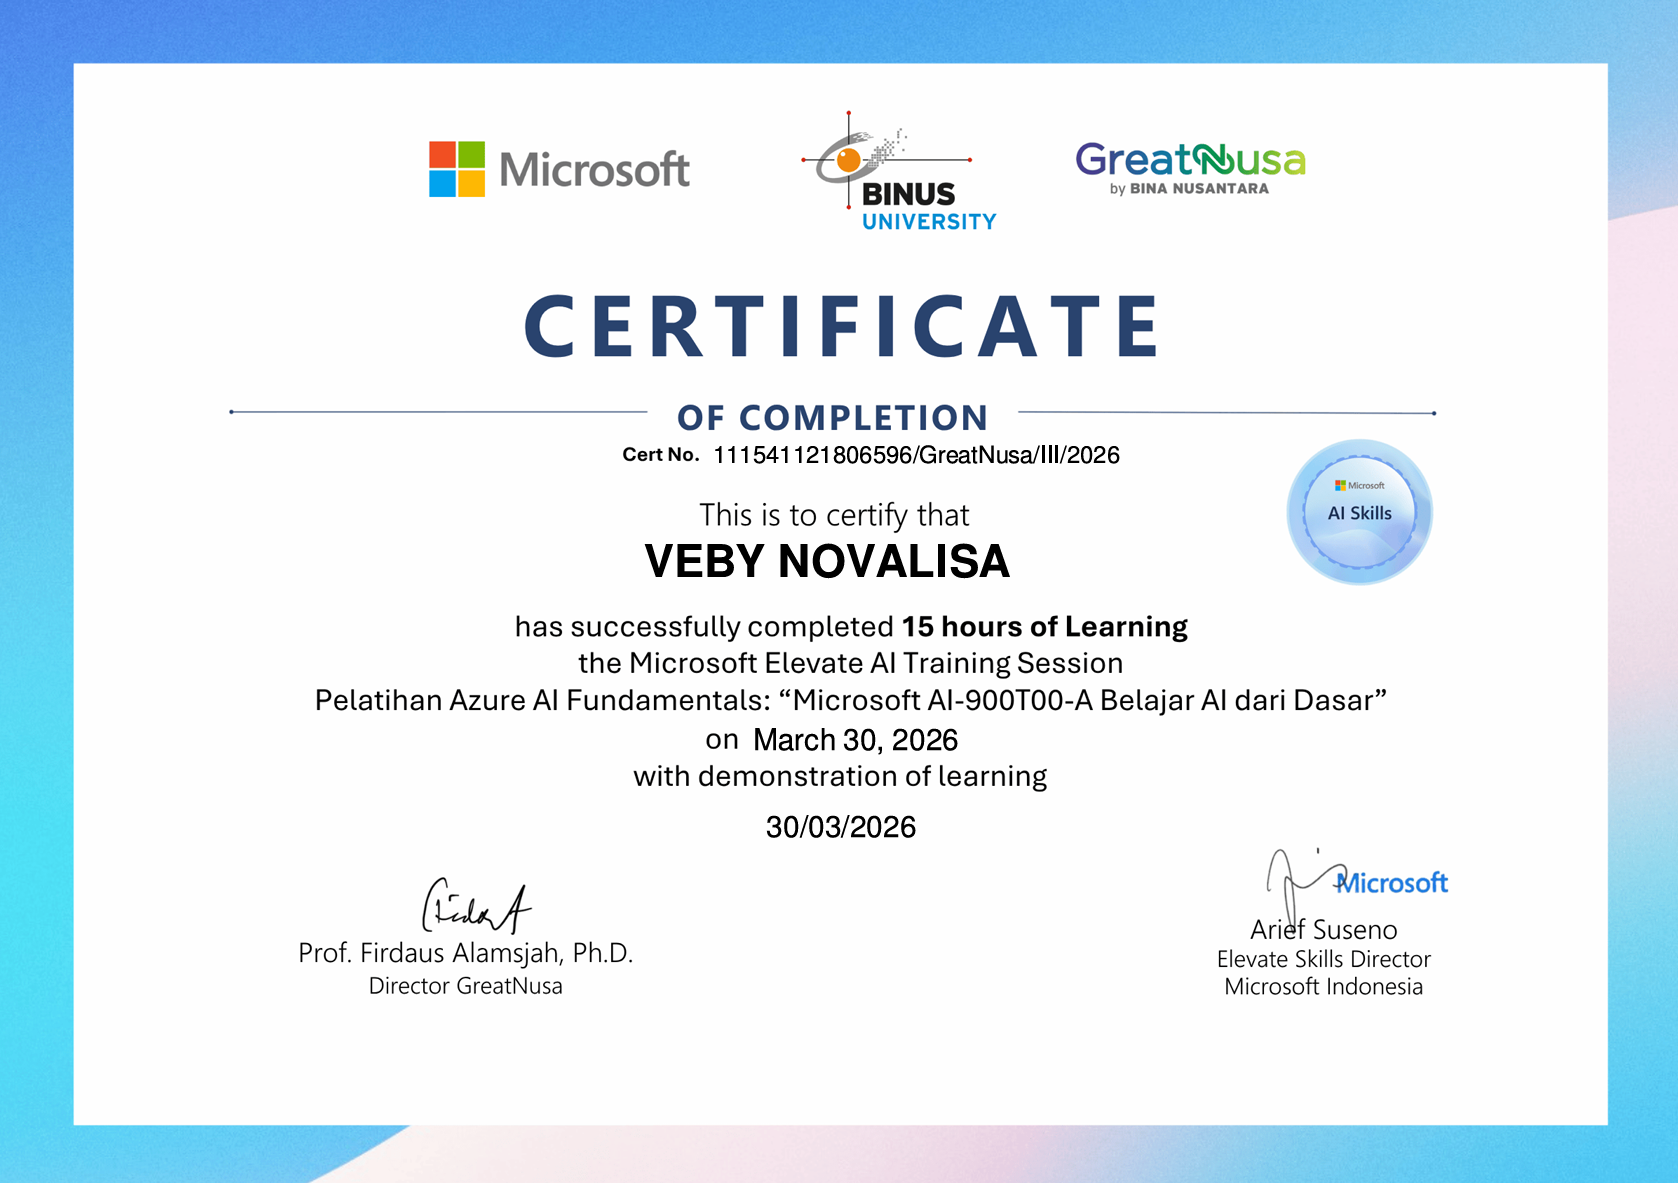 Microsoft
BINUS
UNIVERSITY
GreatNusa
by BINA NUSANTARA
CERTIFICATE
OF COMPLETION
Cert No. 111541121806596/GreatNusa/III/2026
This is to certify that
VEBY NOVALISA
Microsoft
AI Skills
has successfully completed 15 hours of Learning
the Microsoft Elevate AI Training Session
Pelatihan Azure AI Fundamentals: “Microsoft AI-900T00-A Belajar AI dari Dasar”
on March 30, 2026
with demonstration of learning
30/03/2026
Prof. Firdaus Alamsjah, Ph.D.
Director GreatNusa
Microsoft
Arief Suseno
Elevate Skills Director
Microsoft Indonesia